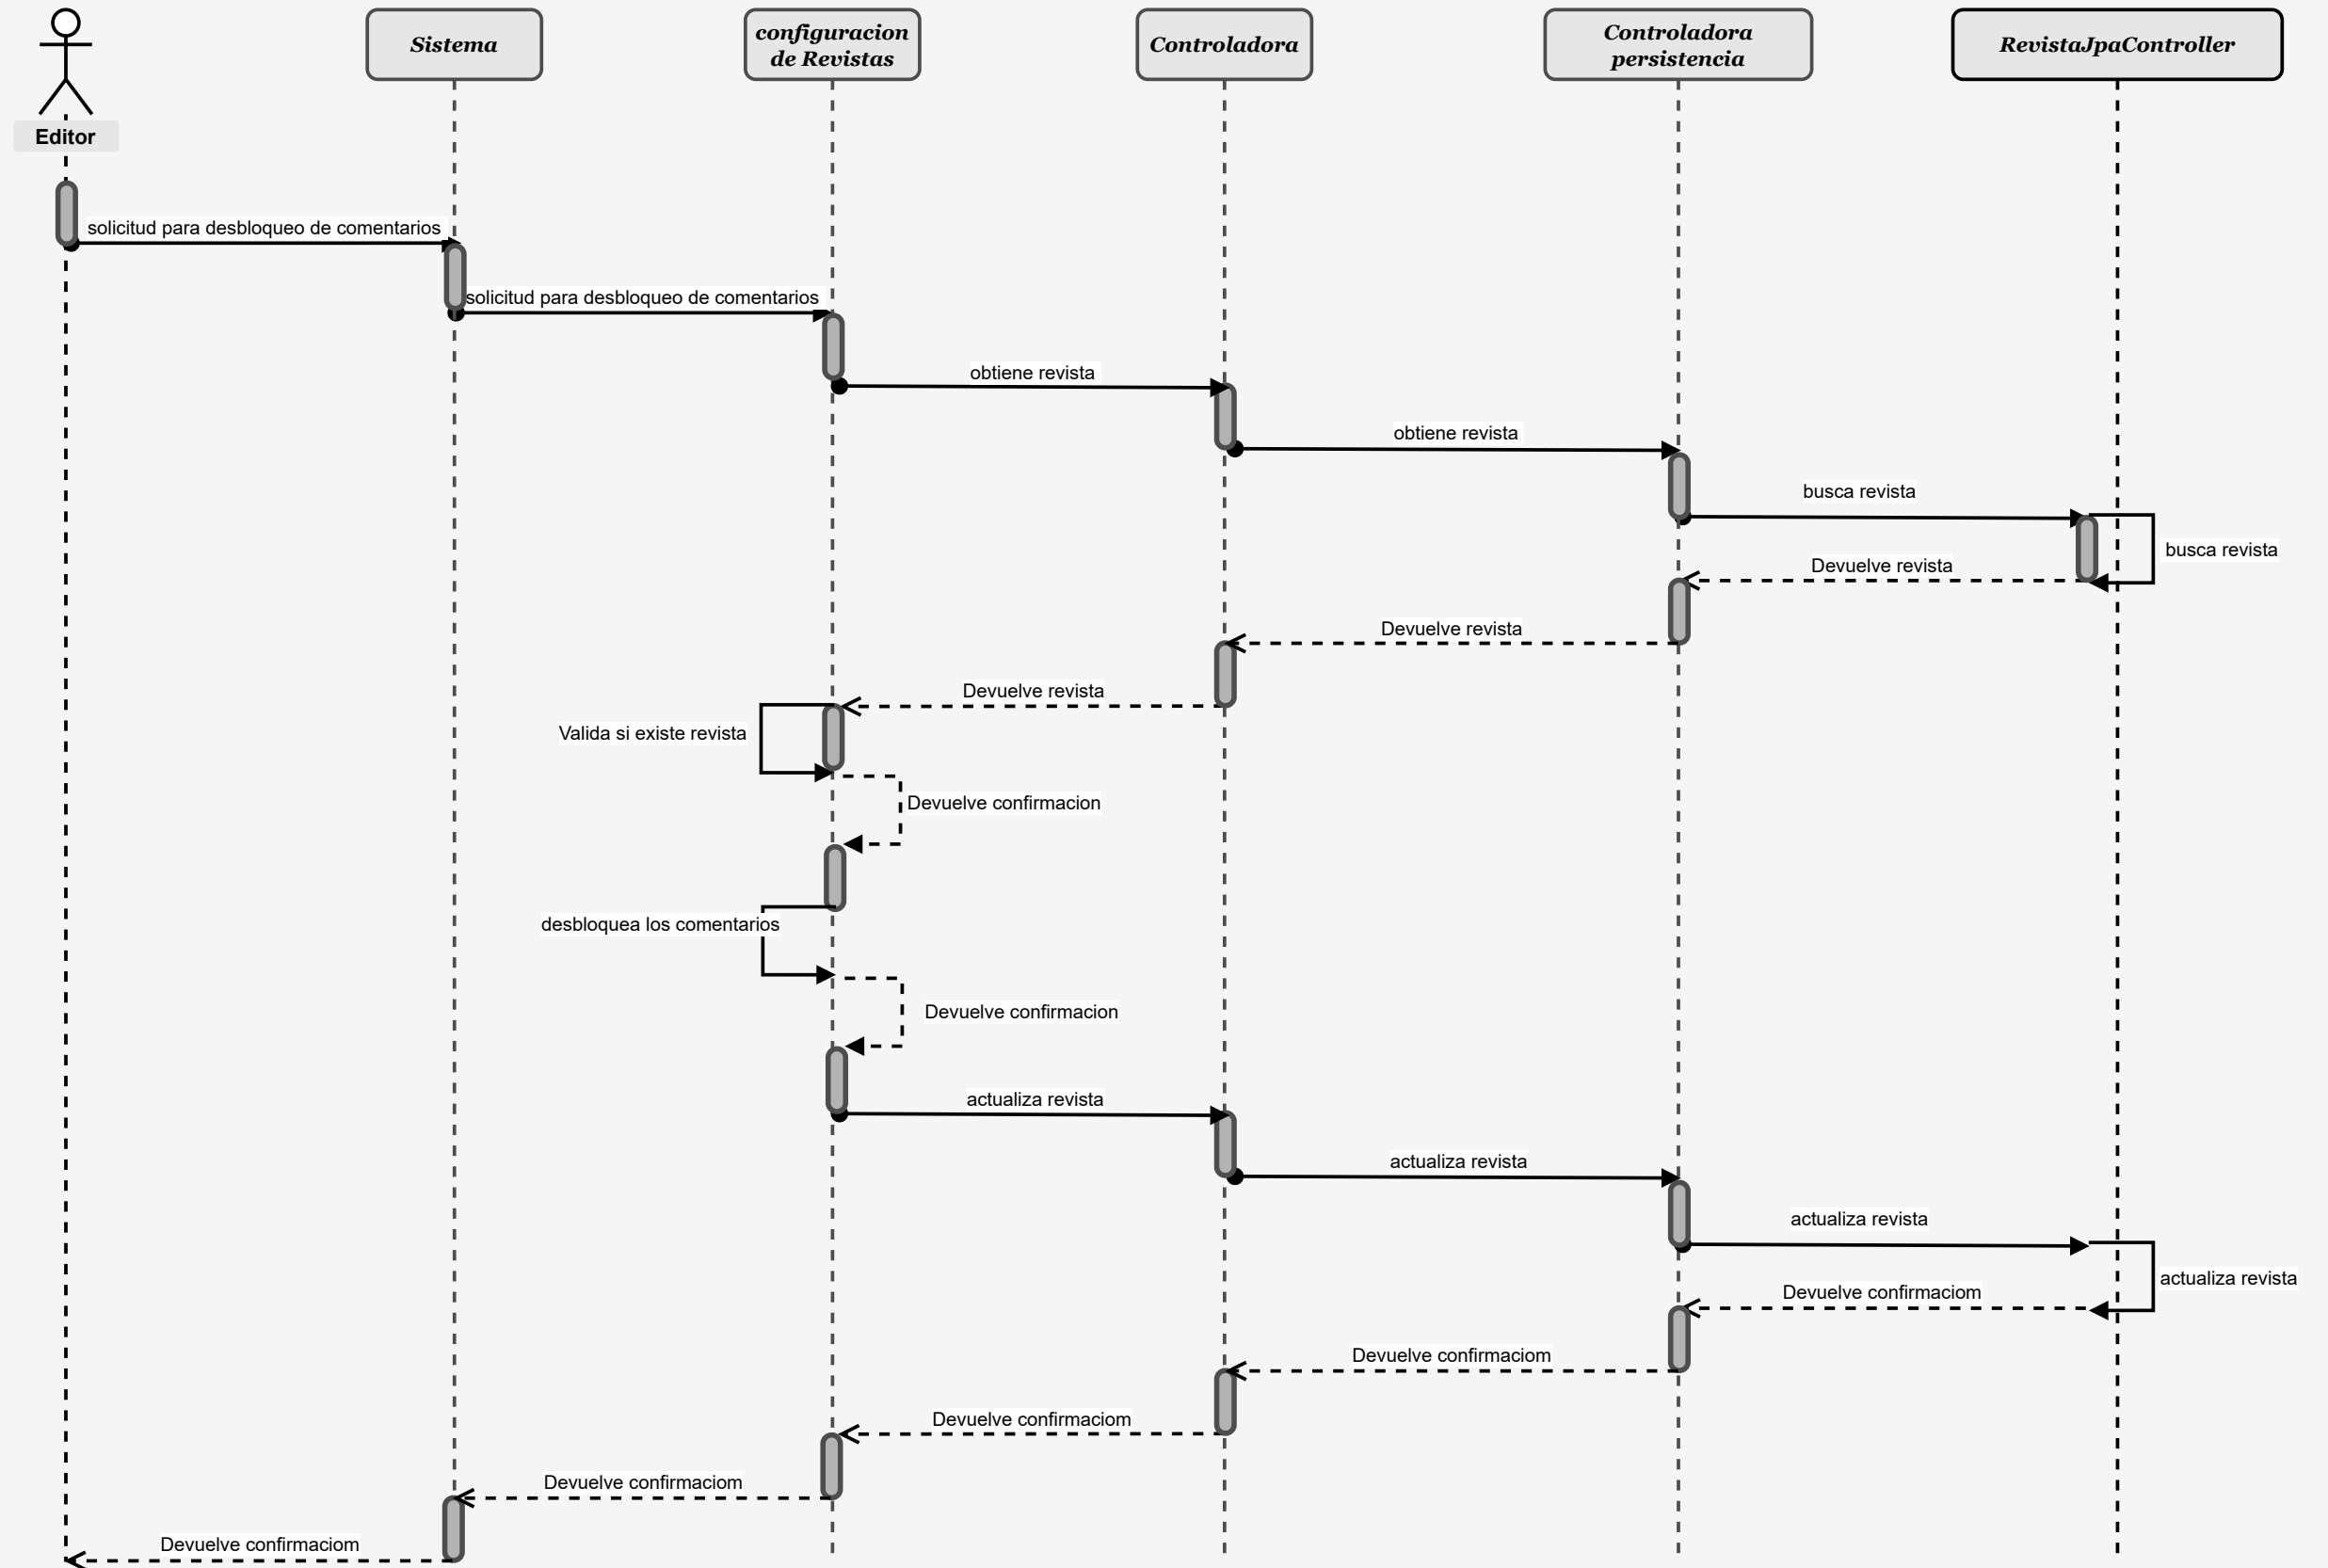 Sistema
configuracion
de Revistas
Controladora
Controladora
persistencia
RevistaJpaController
Editor
solicitud para desbloqueo de comentarios
solicitud para desbloqueo de comentarios
obtiene revista
obtiene revista
busca revista
busca revista
Devuelve revista
Devuelve revista
Devuelve revista
Valida si existe revista
Devuelve confirmacion
desbloquea los comentarios
Devuelve confirmacion
actualiza revista
actualiza revista
actualiza revista
actualiza revista
Devuelve confirmaciom
Devuelve confirmaciom
Devuelve confirmaciom
Devuelve confirmaciom
Devuelve confirmaciom